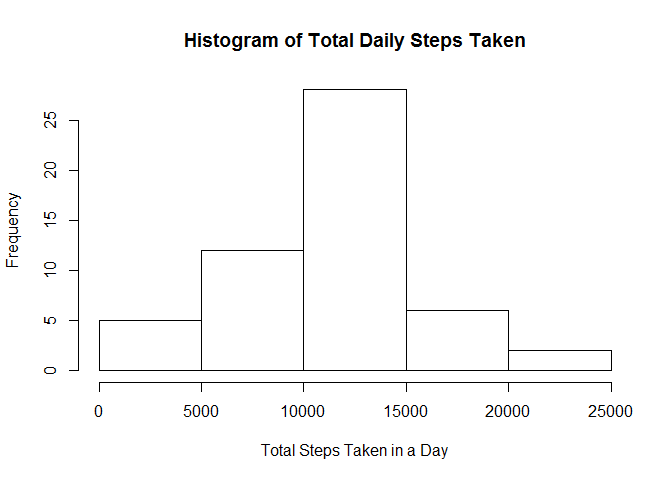 Histogram of Total Daily Steps Taken
Frequency
25
20
15
10
5
0
0 5000 10000 15000 20000 25000
Total Steps Taken in a Day